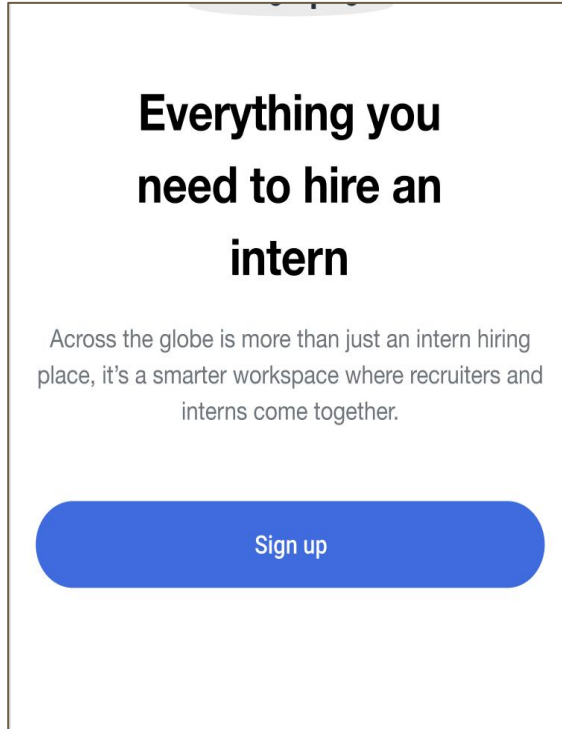 Everything you
need to hire an
intern
Across the globe is more than just an intern hiring
place, it's a smarter workspace where recruiters and
interns come together.
Sign up